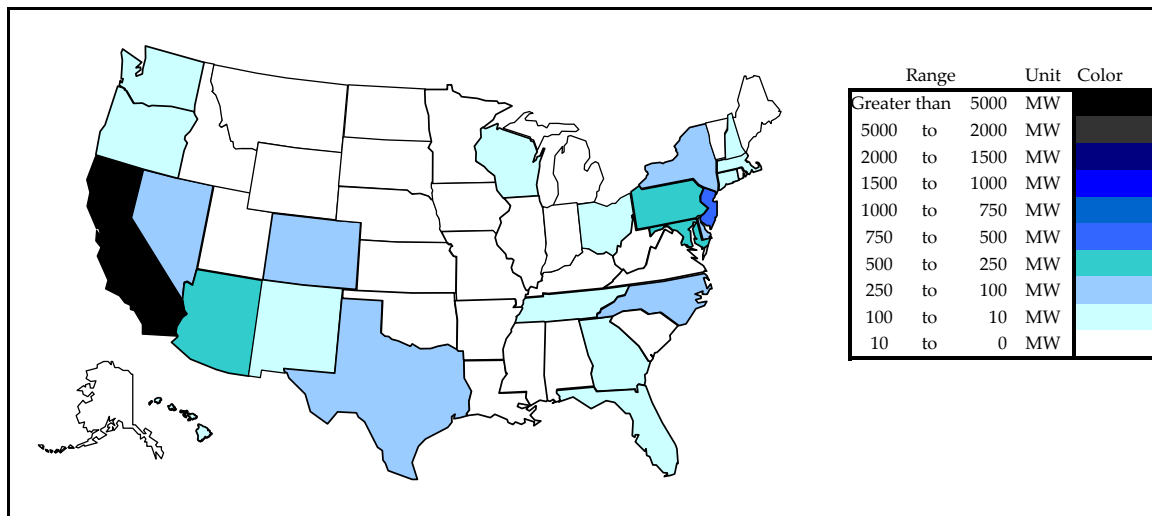 Range Unit Color
Greater than 5000 MW
5000 to 2000 MW
2000 to 1500 MW
1500 to 1000 MW
1000 to 750 MW
750 to 500 MW
500 to 250 MW
250 to 100 MW
100 to 10 MW
10 to 0 MW